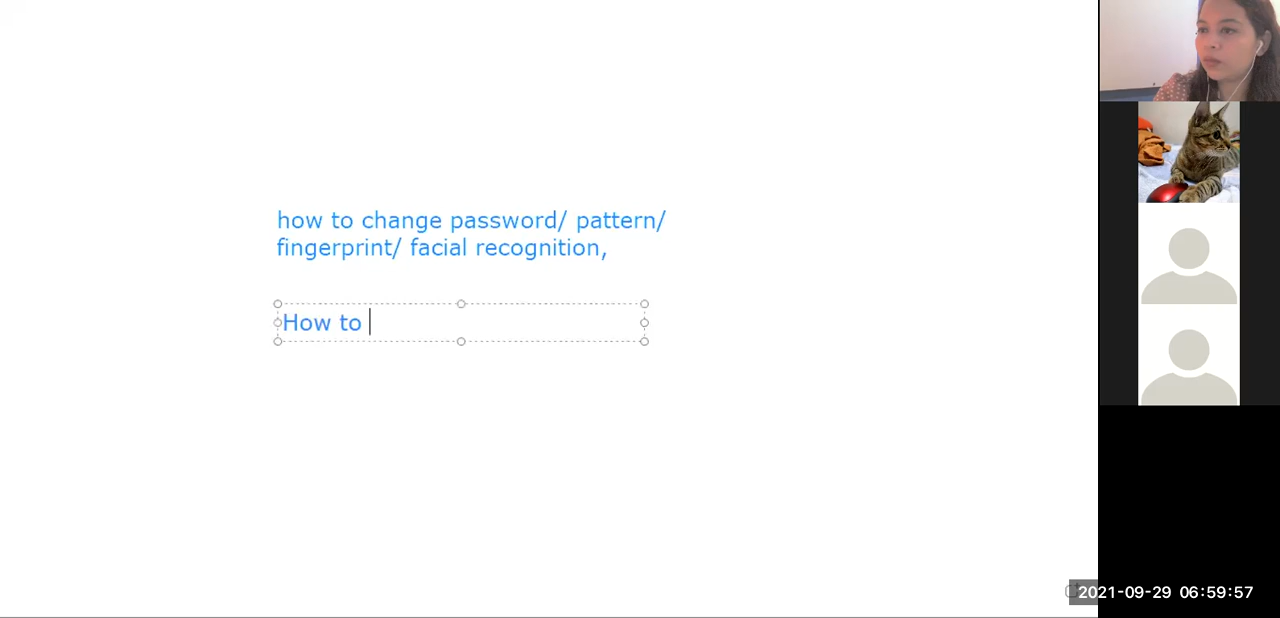 how to change password/ pattern/
fingerprint/ facial recognition,
How to
2021-09-29 06:59:57